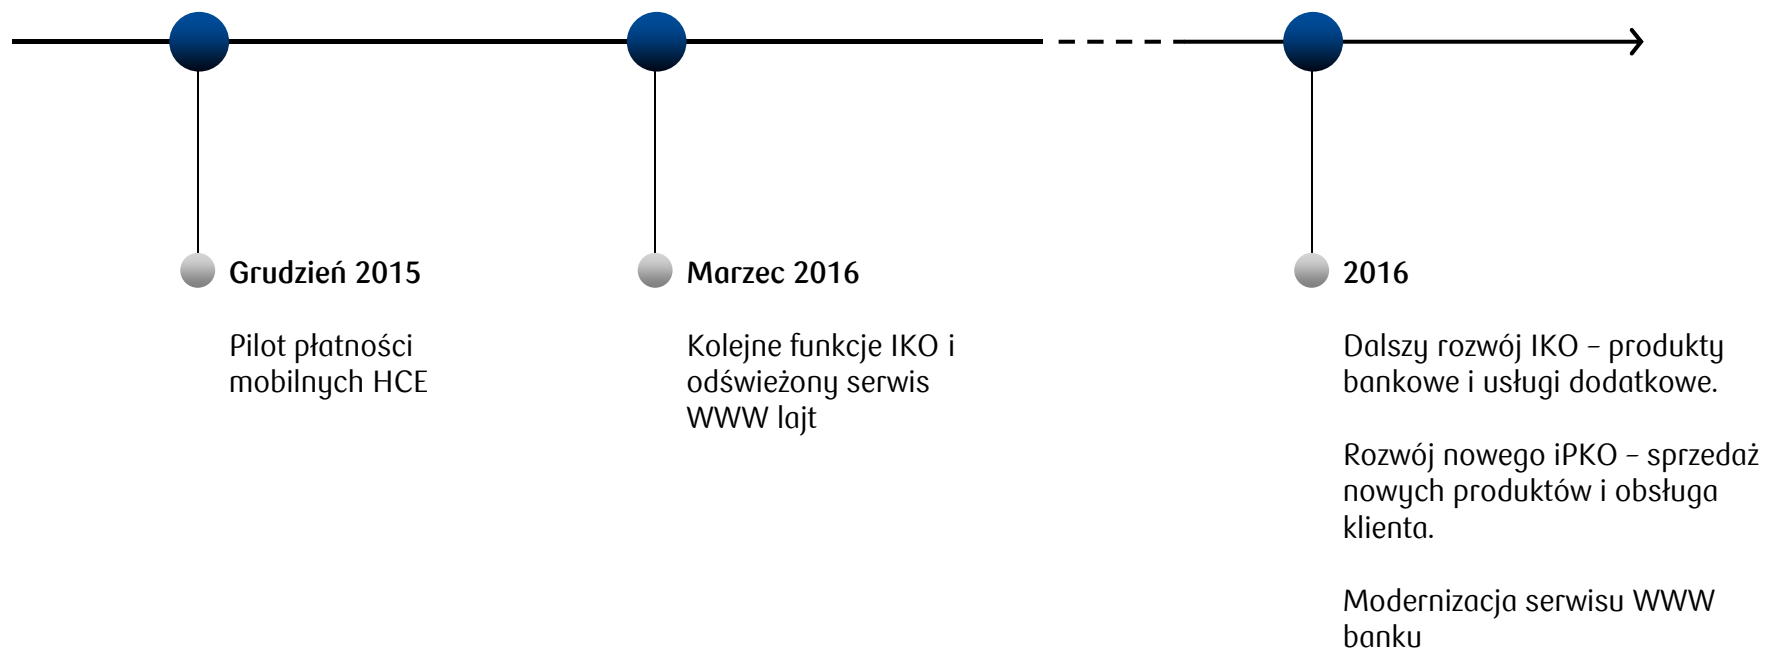 Grudzień 2015
Pilot płatności
mobilnych HCE
Marzec 2016
Kolejne funkcje IKO i
odświeżony serwis
WWW lajt
2016
Dalszy rozwój IKO – produkty
bankowe i usługi dodatkowe.
Rozwój nowego iPKO – sprzedaż
nowych produktów i obsługa
klienta.
Modernizacja serwisu WWW
banku